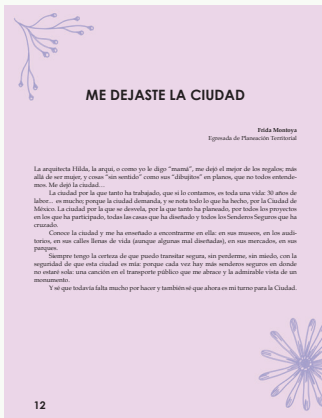 ME DEJASTE LA CIUDAD
Frida Montoya
Egresada de Planeación Territorial
La arquitecta Hilda, la arqui, o como yo le digo “mamá”, me dejó el mejor de los regalos; más
allá de ser mujer, y cosas “sin sentido” como sus “dibujitos” en planos, que no todos entende-
mos. Me dejó la ciudad…
La ciudad por la que tanto ha trabajado, que si lo contamos, es toda una vida: 30 años de
labor... es mucho; porque la ciudad demanda, y se nota todo lo que ha hecho, por la Ciudad de
México. La ciudad por la que se desvela, por la que tanto ha planeado, por todos los proyectos
en los que ha participado, todas las casas que ha diseñado y todos los Senderos Seguros que ha
cruzado.
Conoce la ciudad y me ha enseñado a encontrarme en ella: en sus museos, en los audi-
torios, en sus calles llenas de vida (aunque algunas mal diseñadas), en sus mercados, en sus
parques.
Siempre tengo la certeza de que puedo transitar segura, sin perderme, sin miedo, con la
seguridad de que esta ciudad es mía: porque cada vez hay más senderos seguros en donde
no estaré sola: una canción en el transporte público que me abrace y la admirable vista de un
monumento.
Y sé que todavía falta mucho por hacer y también sé que ahora es mi turno para la Ciudad.
12